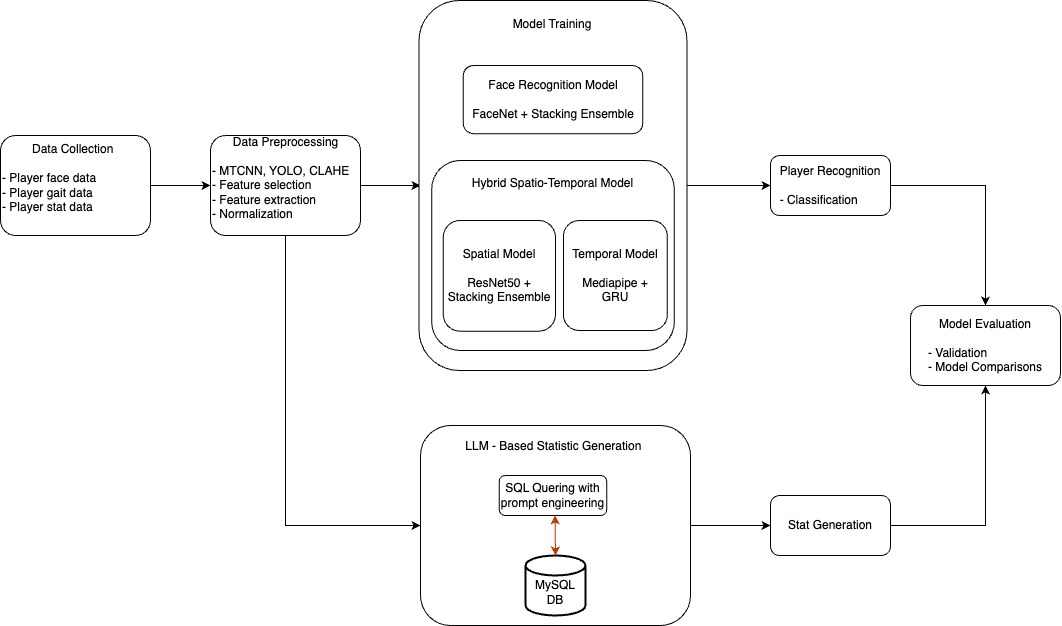 Data Collection
- Player face data
- Player gait data
- Player stat data
Data Preprocessing
- MTCNN, YOLO, CLAHE
- Feature selection
- Feature extraction
- Normalization
Model Training
Face Recognition Model
FaceNet + Stacking Ensemble
Hybrid Spatio-Temporal Model
Spatial Model
ResNet50 +
Stacking Ensemble
Temporal Model
Mediapipe +
GRU
Player Recognition
- Classification
Model Evaluation
- Validation
- Model Comparisons
LLM - Based Statistic Generation
SQL Quering with
prompt engineering
MySQL
DB
Stat Generation